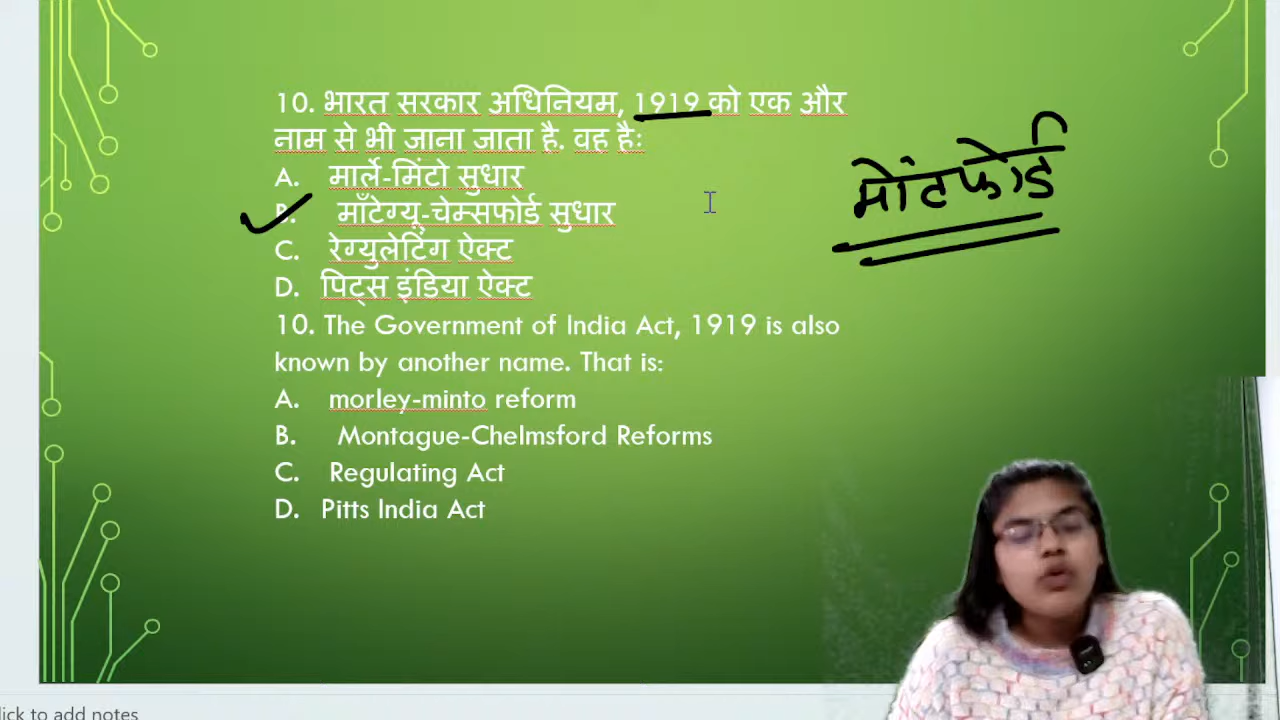 10. भारत सरकार अधिनियम, 1919 को एक और
नाम से भी जाना जाता है. वह हैः
A. मार्ले-मिंटो सुधार
B. माँटेग्यू-चेम्सफोर्ड सुधार
C. रेग्युलेटिंग ऐक्ट
D. पिट्स इंडिया ऐक्ट
10. The Government of India Act, 1919 is also
known by another name. That is:
A. morley-minto reform
B. Montague-Chelmsford Reforms
C. Regulating Act
D. Pitts India Act
मोंटफोर्ड
lick to add notes